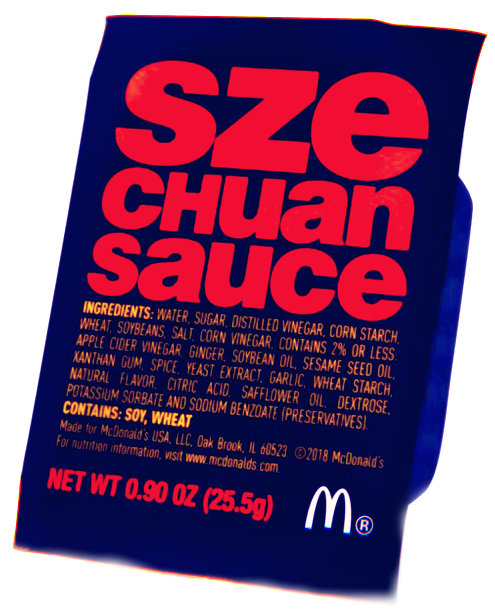 sze
CHuan
sauce
INGREDIENTS: WATER, SUGAR, DISTILLED VINEGAR, CORN STARCH,
WHEAT, SOYBEANS, SALT, CORN VINEGAR, CONTAINS 2% OR LESS:
APPLE CIDER VINEGAR, GINGER, SOYBEAN OIL, SESAME SEED OIL,
XANTHAN GUM, SPICE, YEAST EXTRACT, GARLIC, WHEAT STARCH,
NATURAL FLAVOR, CITRIC ACID, SAFFLOWER OIL, DEXTROSE,
POTASSIUM SORBATE AND SODIUM BENZOATE (PRESERVATIVES).
CONTAINS: SOY, WHEAT
Made for McDonald's USA, LLC, Oak Brook, IL 60523 ©2018 McDonald's
For nutrition information, visit www.mcdonalds.com
NET WT 0.90 OZ (25.5g)
M®